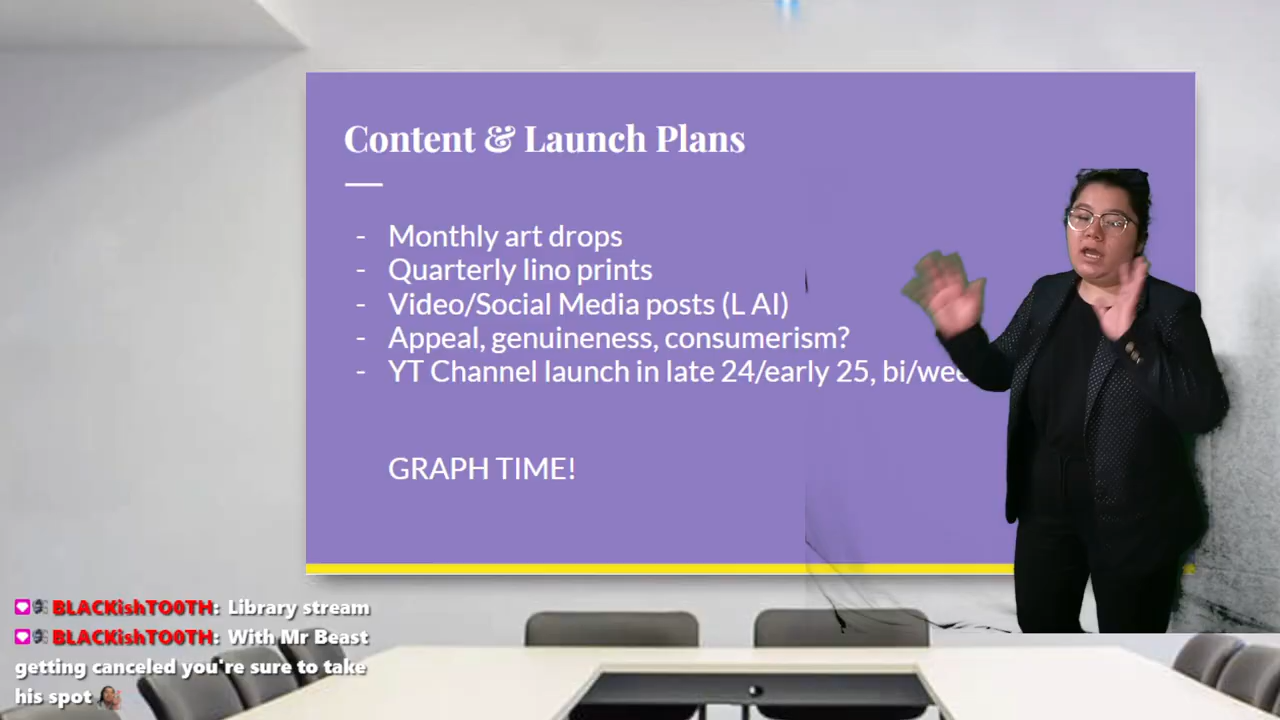 Content & Launch Plans
- Monthly art drops
- Quarterly lino prints
- Video/Social Media posts (L AI)
- Appeal, genuineness, consumerism?
- YT Channel launch in late 24/early 25, bi/wee
GRAPH TIME!
BLACKishTO0TH: Library stream
BLACKishTO0TH: With Mr Beast
getting canceled you're sure to take
his spot